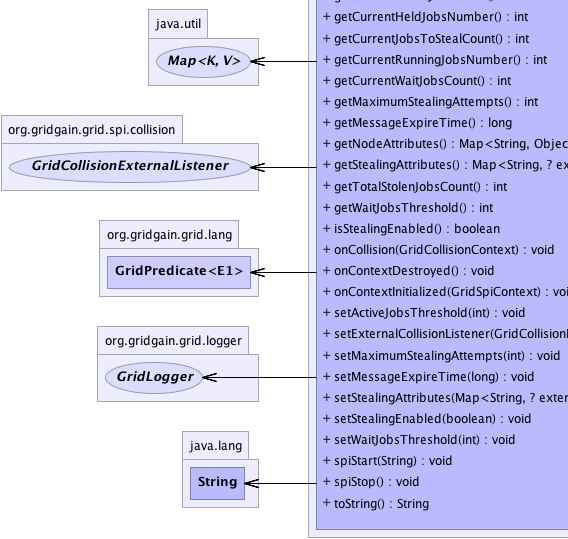 java.util
Map<K, V>
org.gridgain.grid.spi.collision
GridCollisionExternalListener
org.gridgain.grid.lang
GridPredicate<E1>
org.gridgain.grid.logger
GridLogger
java.lang
String
+ getCurrentHeldJobsNumber() : int
+ getCurrentJobsToStealCount() : int
+ getCurrentRunningJobsNumber() : int
+ getCurrentWaitJobsCount() : int
+ getMaximumStealingAttempts() : int
+ getMessageExpireTime() : long
+ getNodeAttributes() : Map<String, Objec
+ getStealingAttributes() : Map<String, ? ex
+ getTotalStolenJobsCount() : int
+ getWaitJobsThreshold() : int
+ isStealingEnabled() : boolean
+ onCollision(GridCollisionContext) : void
+ onContextDestroyed() : void
+ onContextInitialized(GridSpiContext) : voi
+ setActiveJobsThreshold(int) : void
+ setExternalCollisionListener(GridCollision
+ setMaximumStealingAttempts(int) : void
+ setMessageExpireTime(long) : void
+ setStealingAttributes(Map<String, ? exter
+ setStealingEnabled(boolean) : void
+ setWaitJobsThreshold(int) : void
+ spiStart(String) : void
+ spiStop() : void
+ toString() : String